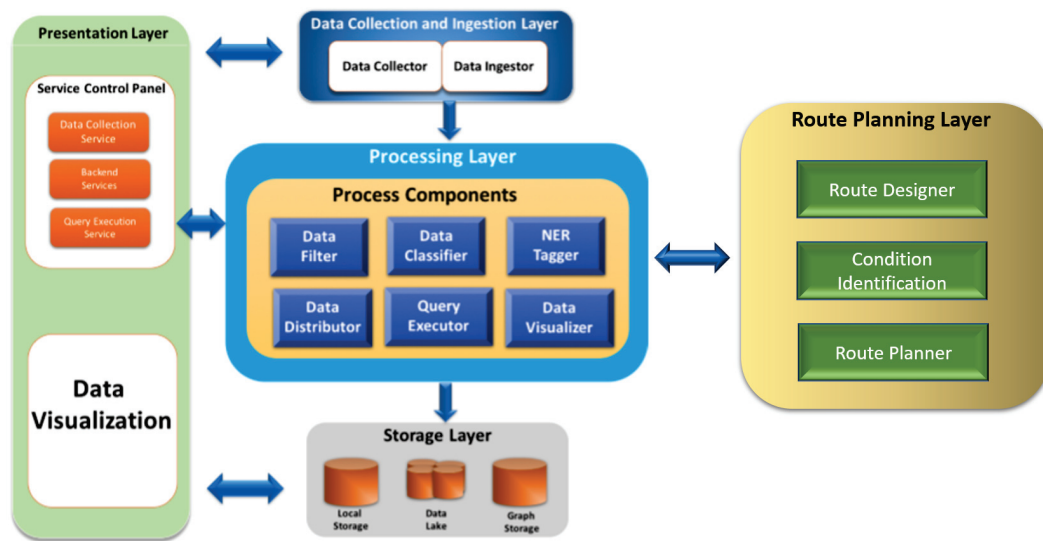 Presentation Layer
Service Control Panel
Data Collection
Service
Backend
Services
Query Execution
Service
Data
Visualization
Data Collection and Ingestion Layer
Data Collector
Data Ingestor
Processing Layer
Process Components
Data
Filter
Data
Classifier
NER
Tagger
Data
Distributor
Query
Executor
Data
Visualizer
Storage Layer
Local
Storage
Data
Lake
Graph
Storage
Route Planning Layer
Route Designer
Condition
Identification
Route Planner